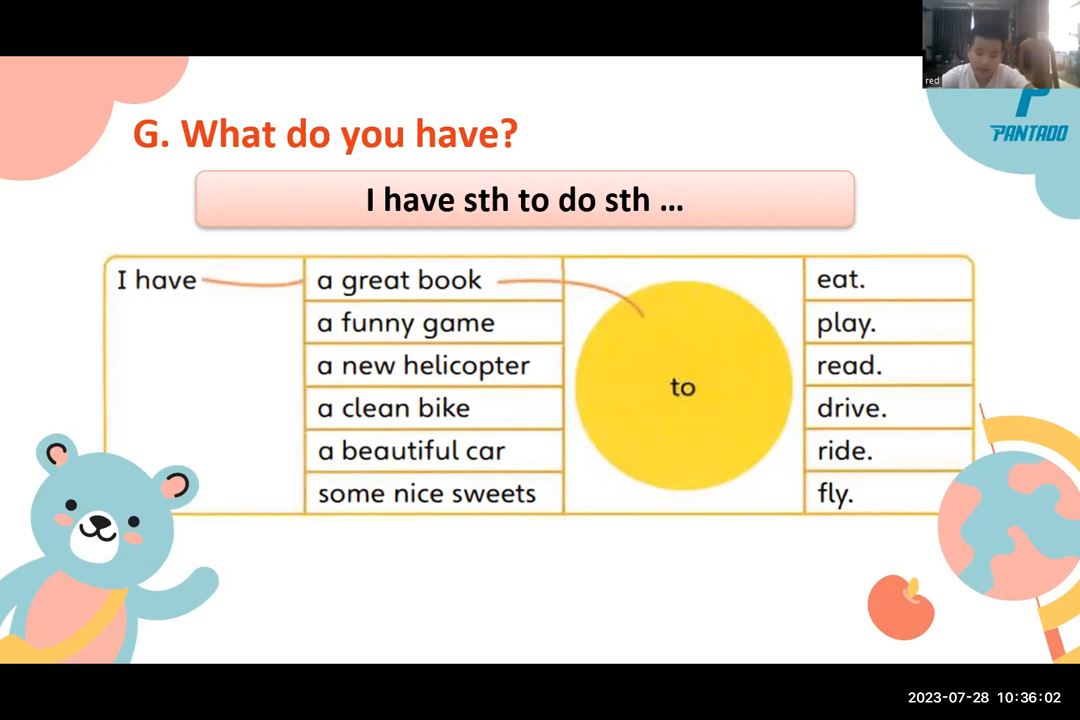 red
PANTADO
G. What do you have?
I have sth to do sth ...
I have
a great book
a funny game
a new helicopter
a clean bike
a beautiful car
some nice sweets
to
eat.
play.
read.
drive.
ride.
fly.
2023-07-28 10:36:02